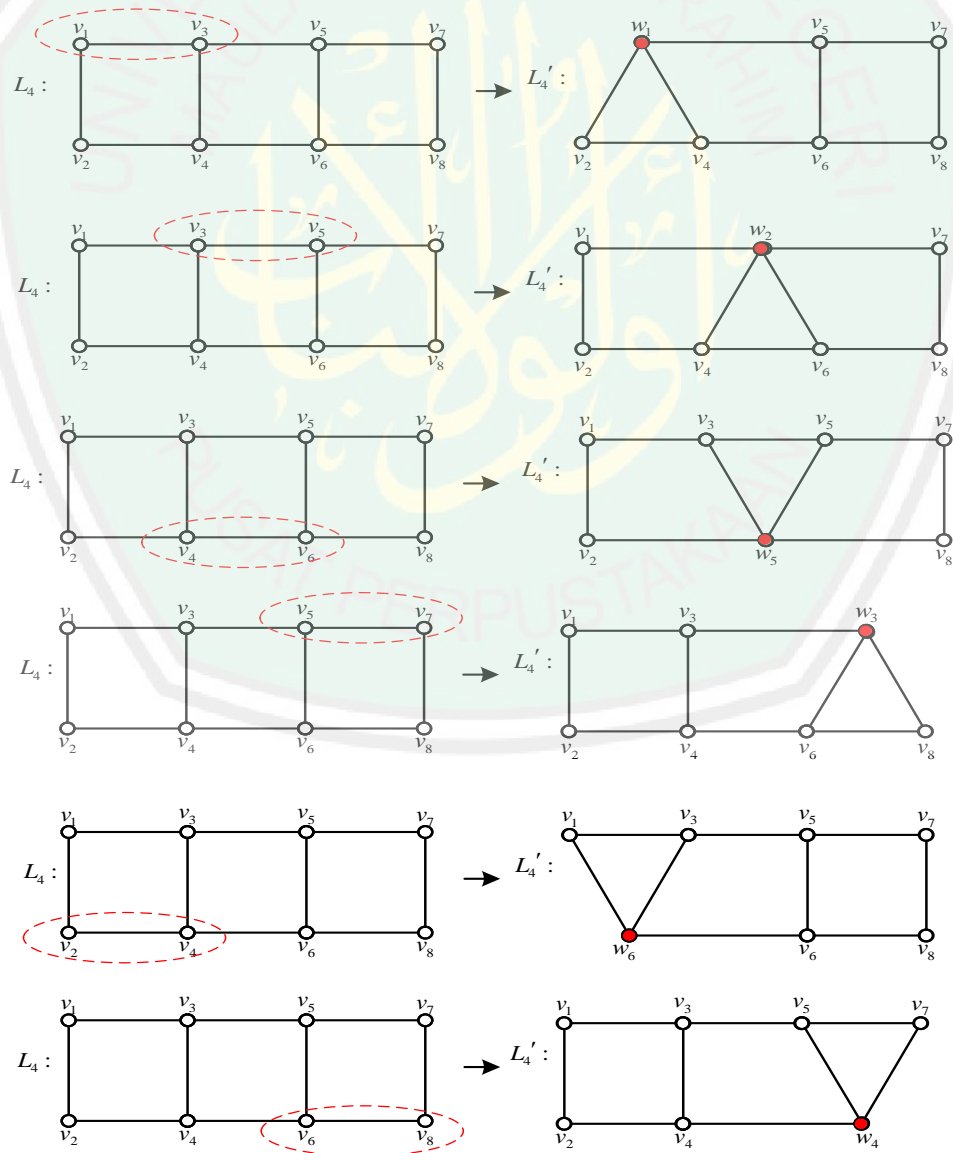 v₁ v₃ v₅ v₇ w₁ v₅ v₇
L₄ : L₄′ :
v₂ v₄ v₆ v₈ v₂ v₄ v₆ v₈
v₁ v₃ v₅ v₇ v₁ w₂ v₇
L₄ : L₄′ :
v₂ v₄ v₆ v₈ v₂ v₄ v₆ v₈
v₁ v₃ v₅ v₇ v₁ v₃ v₅ v₇
L₄ : L₄′ :
v₂ v₄ v₆ v₈ v₂ w₅ v₈
v₁ v₃ v₅ v₇ v₁ v₃ w₃
L₄ : L₄′ :
v₂ v₄ v₆ v₈ v₂ v₄ v₆ v₈
v₁ v₃ v₅ v₇ v₁ v₃ v₅ v₇
L₄ : L₄′ :
v₂ v₄ v₆ v₈ w₆ v₆ v₈
v₁ v₃ v₅ v₇ v₁ v₃ v₅ v₇
L₄ : L₄′ :
v₂ v₄ v₆ v₈ v₂ v₄ w₄
PUSAT PERPUSTAKAAN